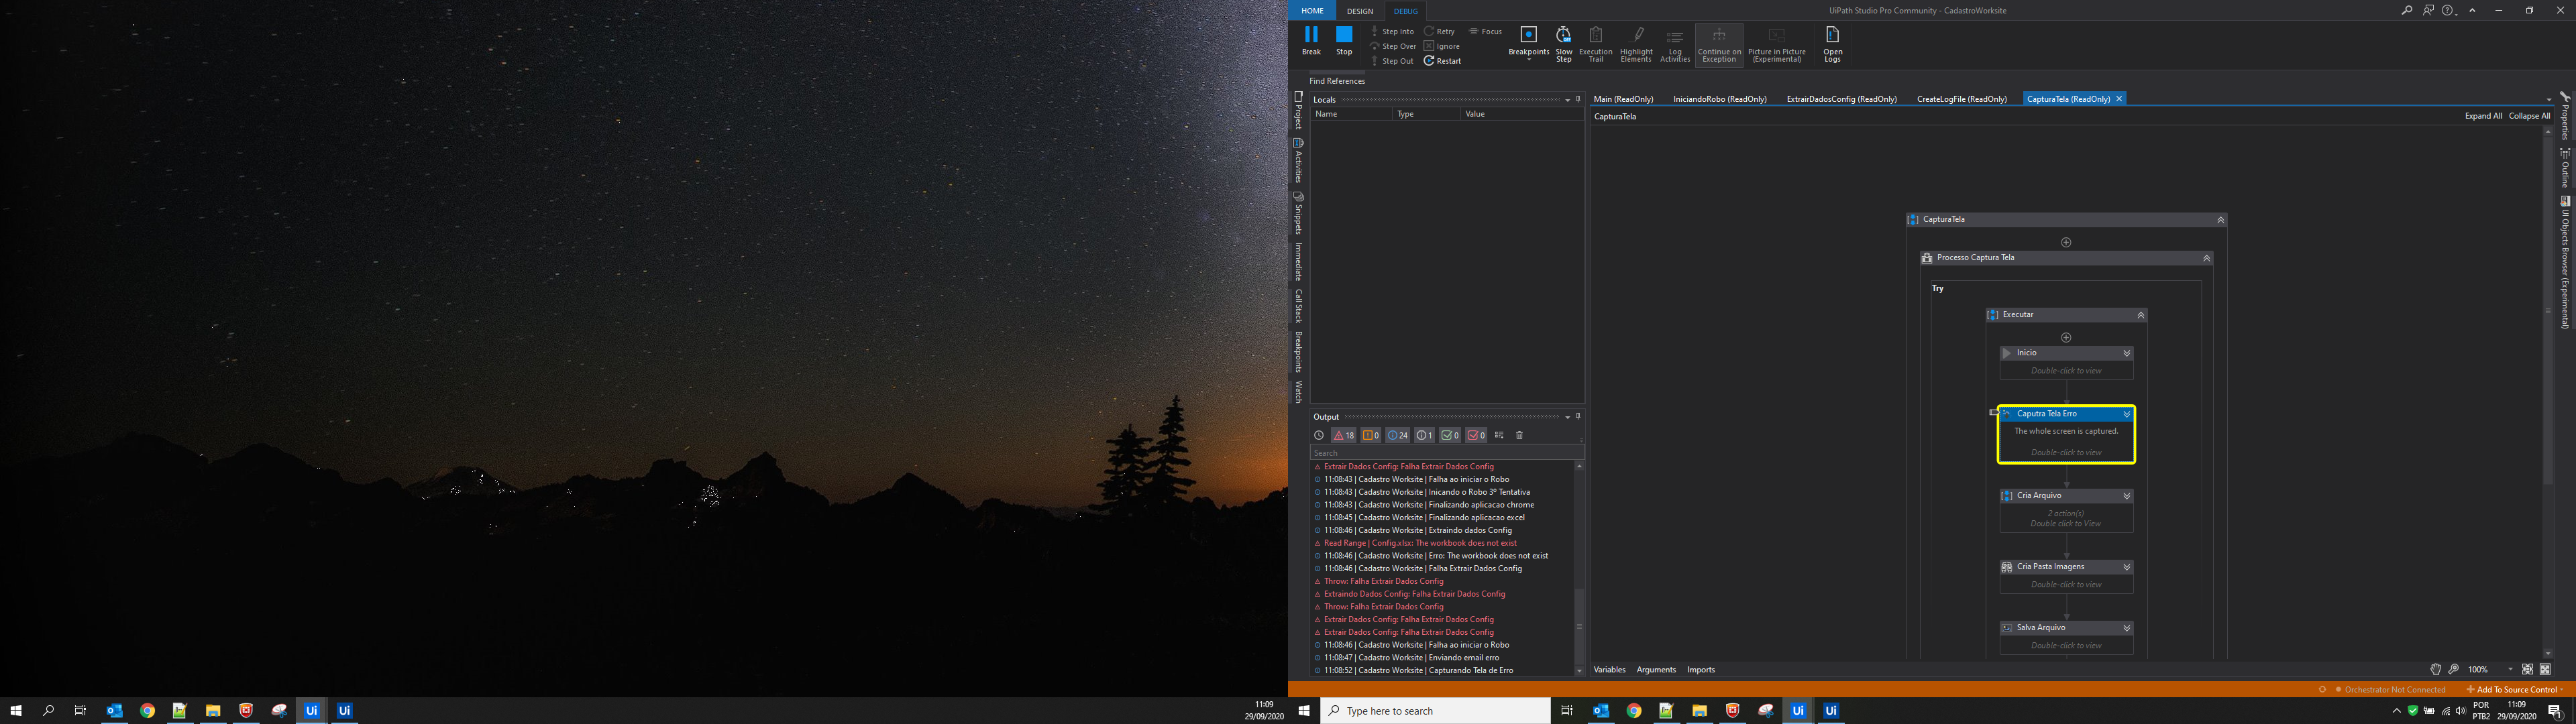 HOME DESIGN DEBUG
UiPath Studio Pro Community - CadastroWorksite
Break
Stop
Step Into
Step Over
Step Out
Retry
Ignore
Restart
Focus
Breakpoints
Slow Step
Execution Trail
Highlight Elements
Log Activities
Continue on Exception
Picture in Picture (Experimental)
Open Logs
Find References
Project
Activities
Snippets
Immediate
Call Stack
Breakpoints
Watch
Locals
Name Type Value
Output
18 0 24 1 0 0
Search
Extrair Dados Config: Falha Extrair Dados Config
11:08:43 | Cadastro Worksite | Falha ao iniciar o Robo
11:08:43 | Cadastro Worksite | Inicando o Robo 3º Tentativa
11:08:43 | Cadastro Worksite | Finalizando aplicacao chrome
11:08:45 | Cadastro Worksite | Finalizando aplicacao excel
11:08:46 | Cadastro Worksite | Extraindo dados Config
Read Range | Config.xlsx: The workbook does not exist
11:08:46 | Cadastro Worksite | Erro: The workbook does not exist
11:08:46 | Cadastro Worksite | Falha Extrair Dados Config
Throw: Falha Extrair Dados Config
Extraindo Dados Config: Falha Extrair Dados Config
Throw: Falha Extrair Dados Config
Extrair Dados Config: Falha Extrair Dados Config
Extrair Dados Config: Falha Extrair Dados Config
11:08:46 | Cadastro Worksite | Falha ao iniciar o Robo
11:08:47 | Cadastro Worksite | Enviando email erro
11:08:52 | Cadastro Worksite | Capturando Tela de Erro
Main (ReadOnly) IniciandoRobo (ReadOnly) ExtrairDadosConfig (ReadOnly) CreateLogFile (ReadOnly) CapturaTela (ReadOnly)
CapturaTela
Expand All Collapse All
CapturaTela
Processo Captura Tela
Try
Executar
Inicio
Double-click to view
Caputra Tela Erro
The whole screen is captured.
Double-click to view
Cria Arquivo
2 action(s)
Double click to View
Cria Pasta Imagens
Double-click to view
Salva Arquivo
Double-click to view
Variables Arguments Imports
100%
Properties
Outline
UI Objects Browser (Experimental)
Orchestrator Not Connected
Add To Source Control
Ui Ui
11:09
29/09/2020
Type here to search
Ui Ui
POR
PTB2
11:09
29/09/2020